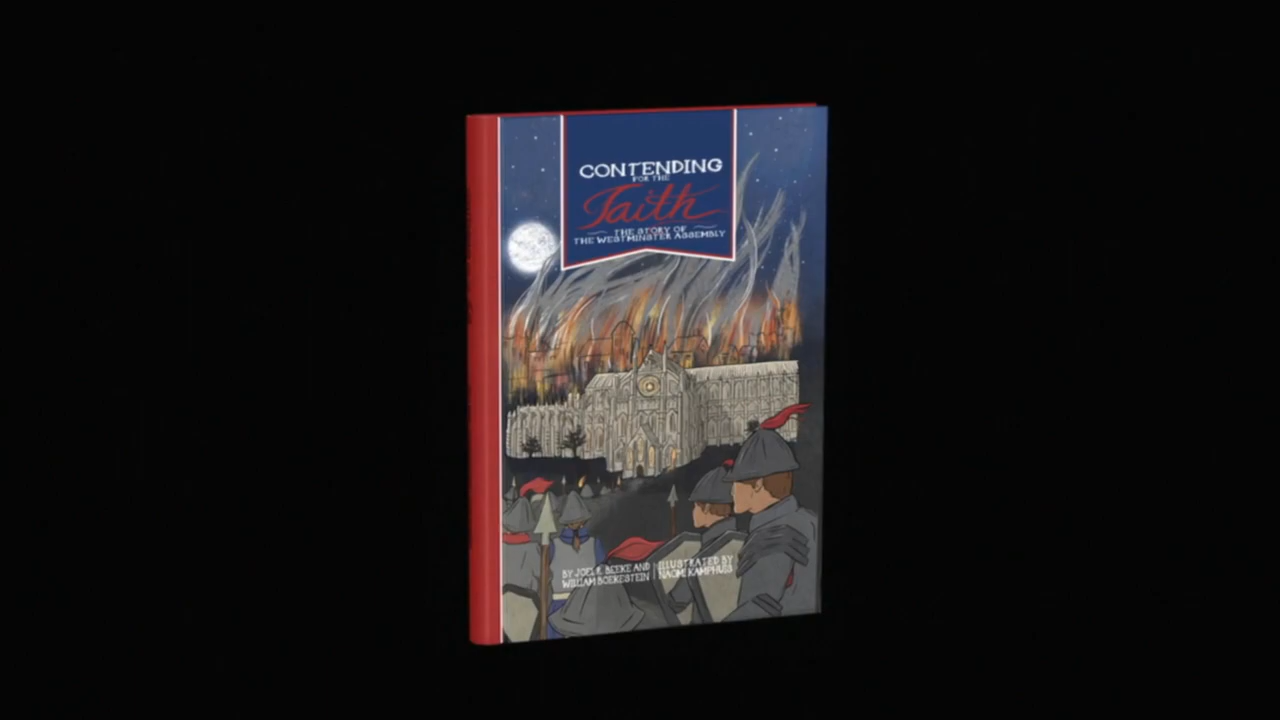 CONTENDING
FOR THE
Faith
THE STORY OF
THE WESTMINSTER ASSEMBLY
BY JOEL R. BEEKE AND
WILLIAM BOEKESTEIN
ILLUSTRATED BY
NAOMI KAMPHUIS